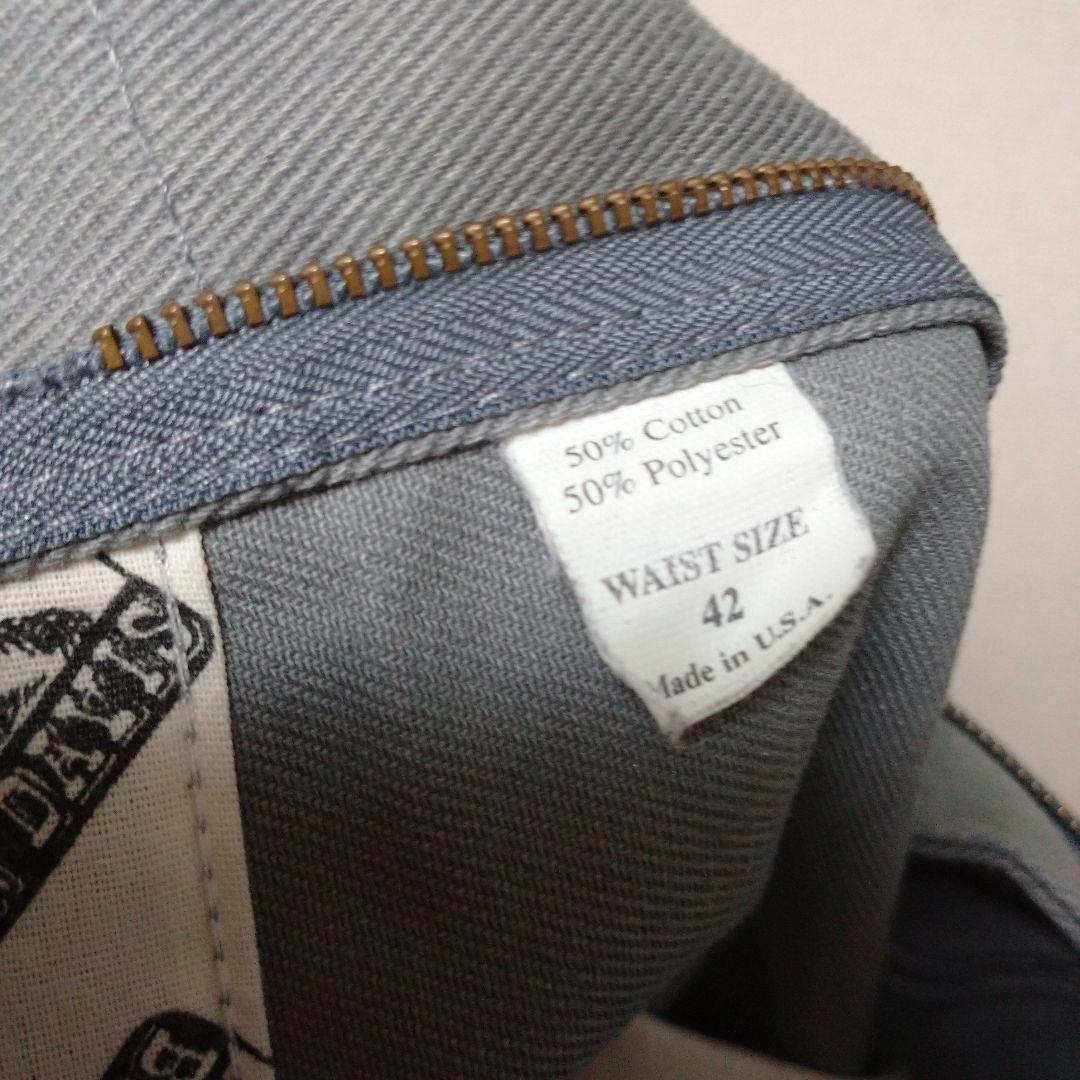 50% Cotton
50% Polyester
WAIST SIZE
42
Made in U.S.A.